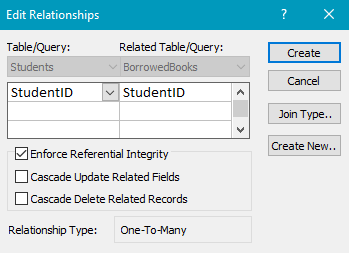 Edit Relationships ? ×
Table/Query: Related Table/Query:
Students BorrowedBooks
StudentID StudentID
Enforce Referential Integrity
Cascade Update Related Fields
Cascade Delete Related Records
Relationship Type: One-To-Many
Create
Cancel
Join Type..
Create New..